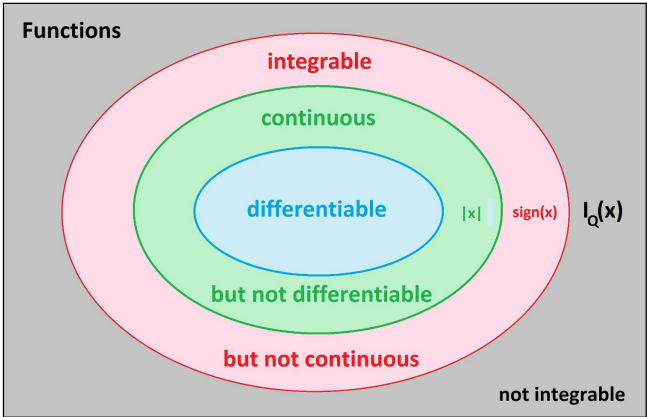 Functions
integrable
continuous
differentiable
|x|
sign(x)
I_Q(x)
but not differentiable
but not continuous
not integrable